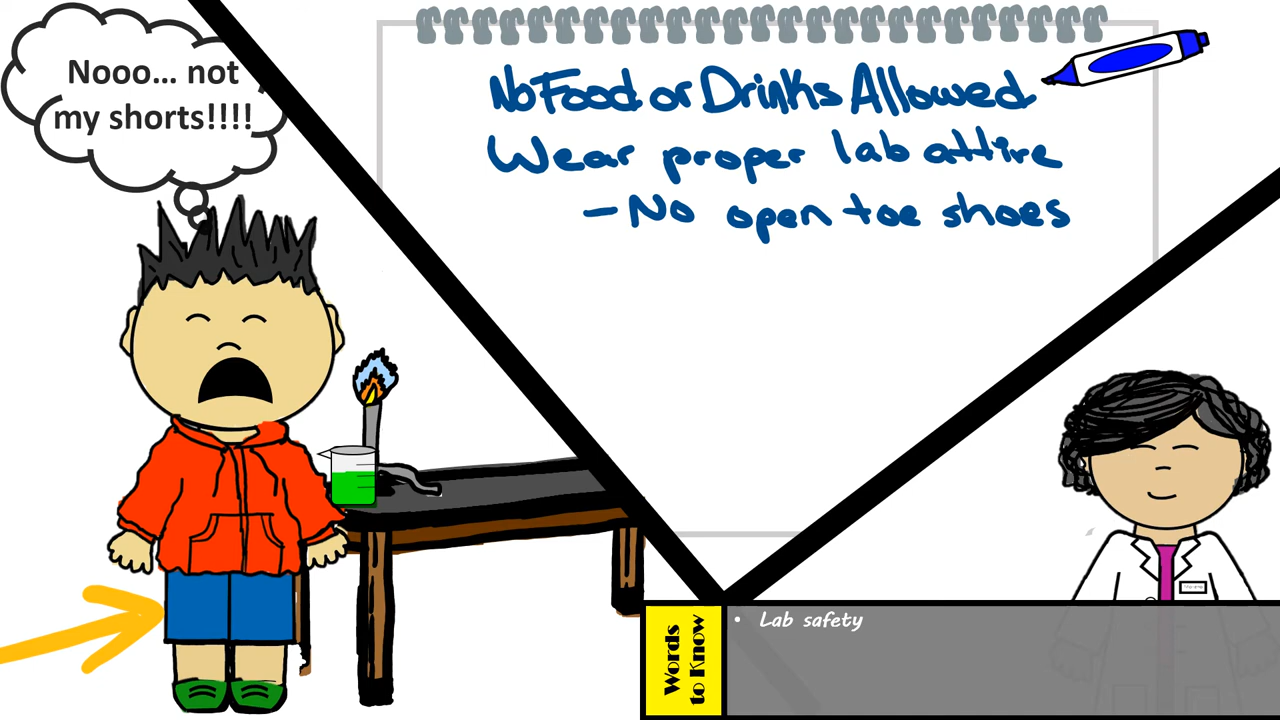 Nooo... not
my shorts!!!!
No Food or Drinks Allowed
Wear proper lab attire
– No open toe shoes
Words
to Know
• Lab safety